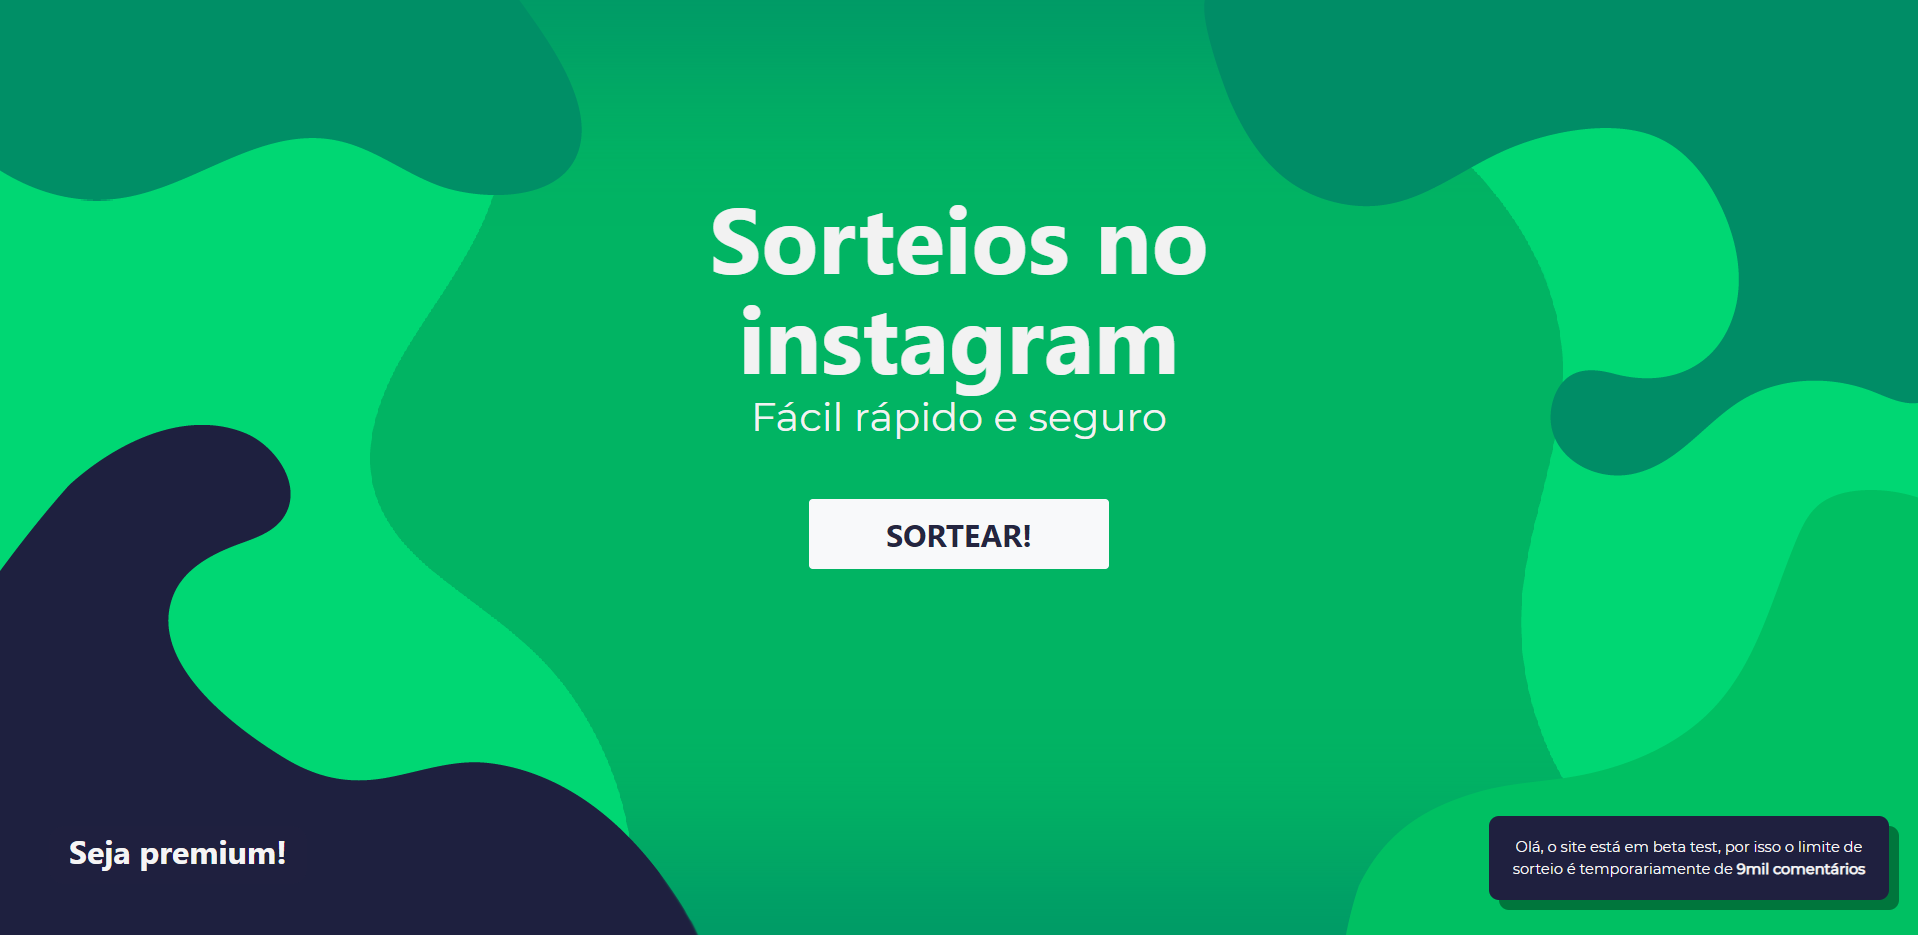 Sorteios no
instagram
Fácil rápido e seguro
SORTEAR!
Seja premium!
Olá, o site está em beta test, por isso o limite de
sorteio é temporariamente de 9mil comentários